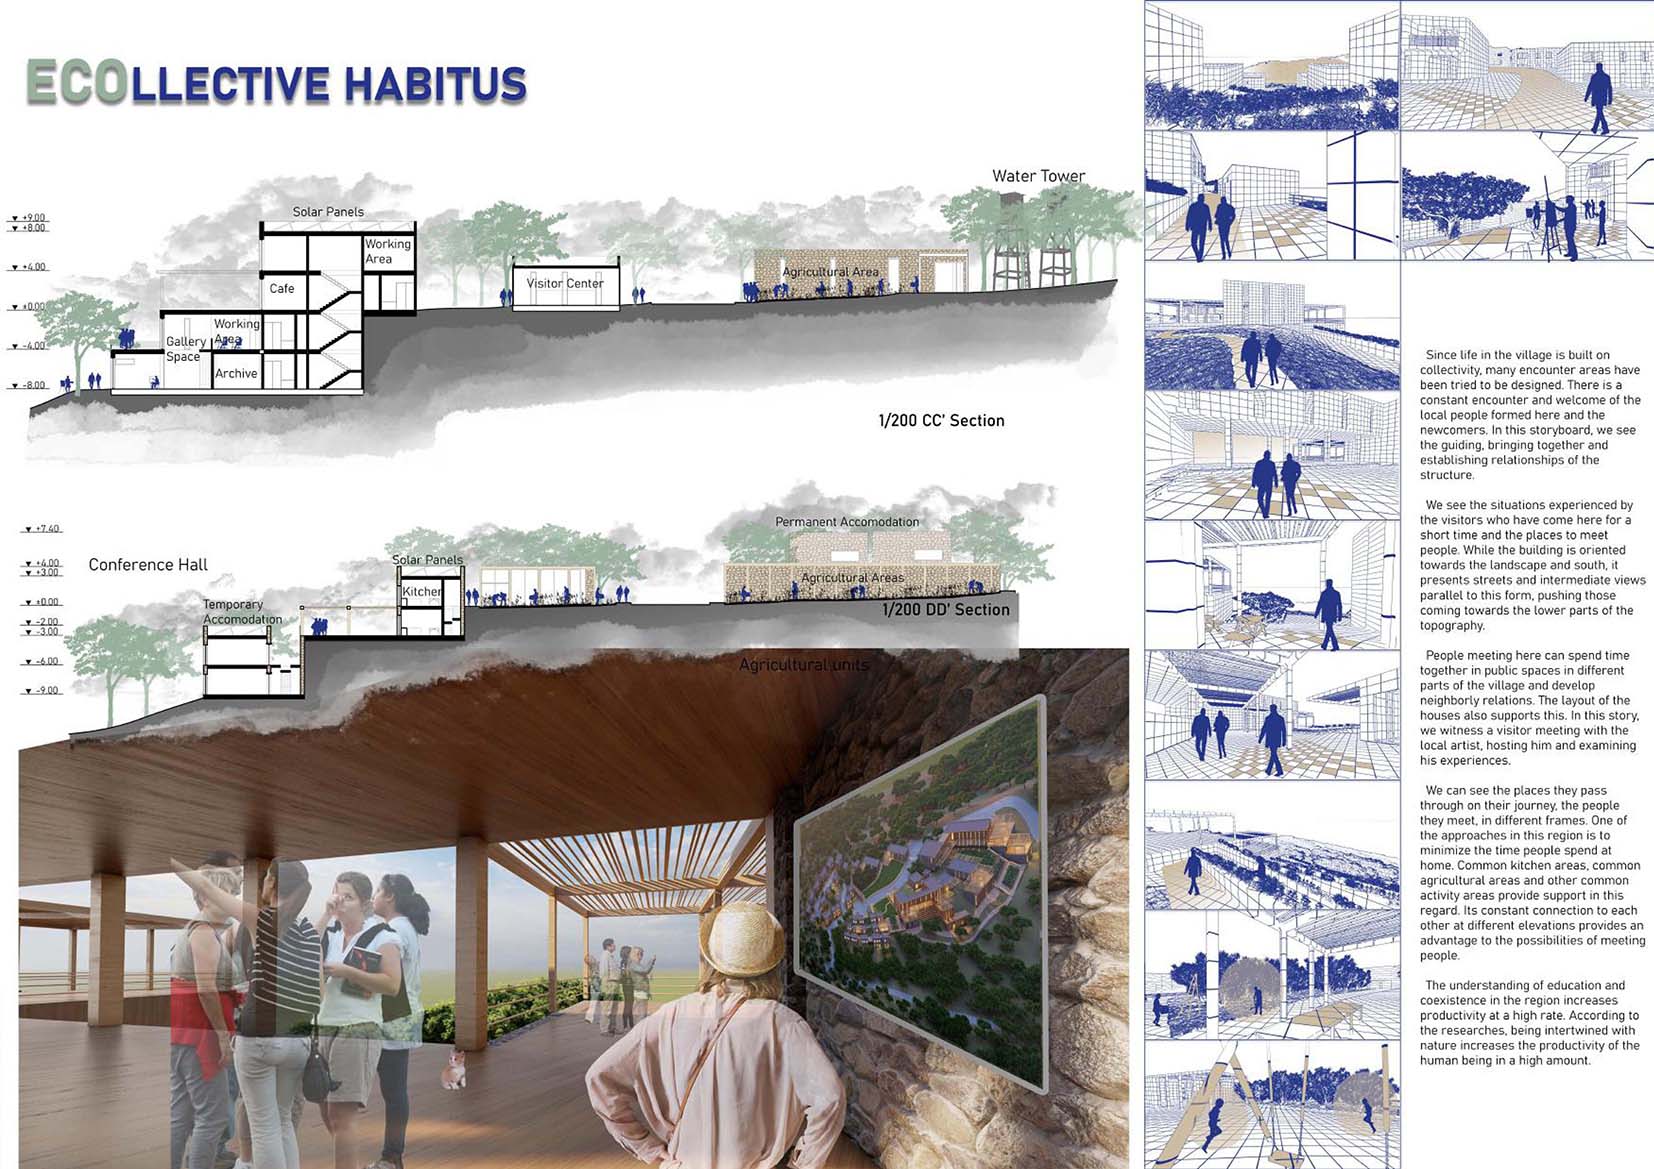 ECOLLECTIVE HABITUS
Water Tower
Solar Panels
+9.00
+8.00
Working
Area
+4.00
Agricultural Area
Cafe
Visitor Center
±0.00
Working
Area
Gallery
Space
-4.00
Archive
-8.00
1/200 CC' Section
Permanent Accomodation
+7.40
Conference Hall
Solar Panels
+4.00
+3.00
Agricultural Areas
Kitchen
±0.00
Temporary
Accomodation
1/200 DD' Section
-2.00
-3.00
-6.00
Agricultural units
-9.00
Since life in the village is built on
collectivity, many encounter areas have
been tried to be designed. There is a
constant encounter and welcome of the
local people formed here and the
newcomers. In this storyboard, we see
the guiding, bringing together and
establishing relationships of the
structure.
We see the situations experienced by
the visitors who have come here for a
short time and the places to meet
people. While the building is oriented
towards the landscape and south, it
presents streets and intermediate views
parallel to this form, pushing those
coming towards the lower parts of the
topography.
People meeting here can spend time
together in public spaces in different
parts of the village and develop
neighborly relations. The layout of the
houses also supports this. In this story,
we witness a visitor meeting with the
local artist, hosting him and examining
his experiences.
We can see the places they pass
through on their journey, the people
they meet, in different frames. One of
the approaches in this region is to
minimize the time people spend at
home. Common kitchen areas, common
agricultural areas and other common
activity areas provide support in this
regard. Its constant connection to each
other at different elevations provides an
advantage to the possibilities of meeting
people.
The understanding of education and
coexistence in the region increases
productivity at a high rate. According to
the researches, being intertwined with
nature increases the productivity of the
human being in a high amount.